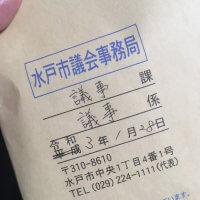 水戸市議会事務局
議事 課
議事 係
令和
平成 3年1月28日
〒310-8610
水戸市中央1丁目4番1号
TEL(029)224-1111(代表)